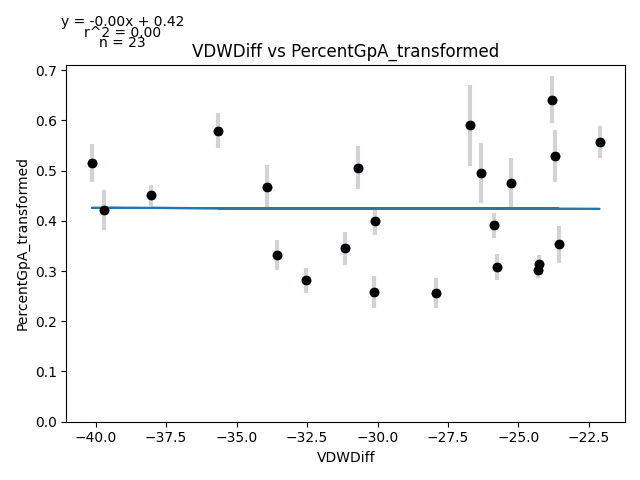 y = -0.00x + 0.42
r^2 = 0.00
n = 23
VDWDiff vs PercentGpA_transformed
PercentGpA_transformed
0.7
0.6
0.5
0.4
0.3
0.2
0.1
0.0
−40.0 −37.5 −35.0 −32.5 −30.0 −27.5 −25.0 −22.5
VDWDiff